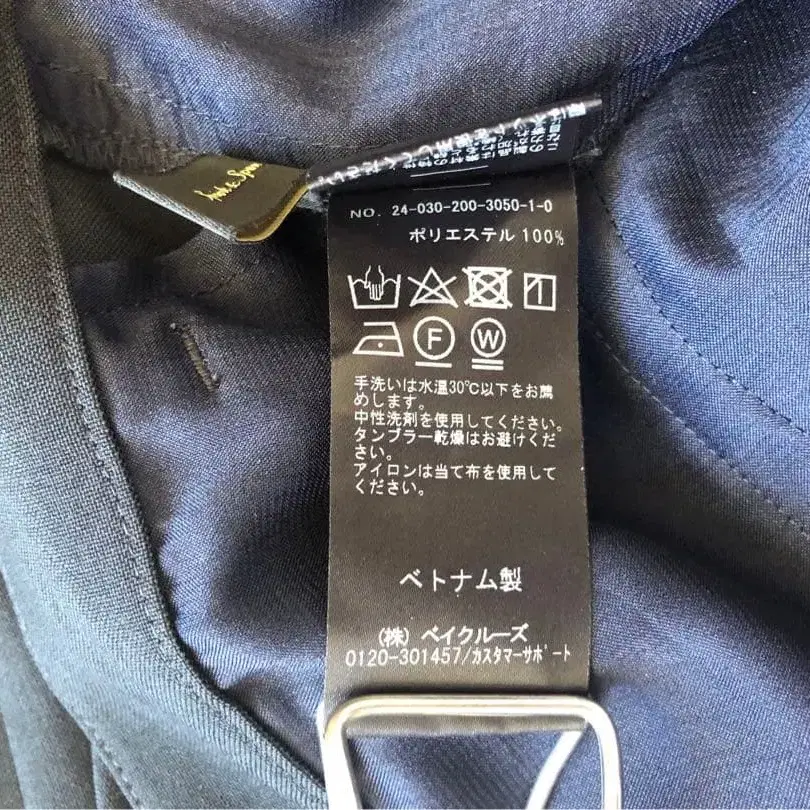 NO. 24-030-200-3050-1-0
ポリエステル 100%
F
W
手洗いは水温30℃以下をお薦
めします。
中性洗剤を使用してください。
タンブラー乾燥はお避けくだ
さい。
アイロンは当て布を使用して
ください。
ベトナム製
(株) ベイクルーズ
0120-301457/カスタマーサポート